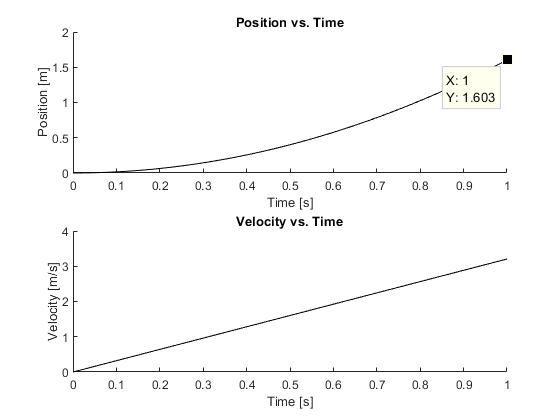 Position vs. Time
Position [m]
2
1.5
1
0.5
0
X: 1
Y: 1.603
0 0.1 0.2 0.3 0.4 0.5 0.6 0.7 0.8 0.9 1
Time [s]
Velocity vs. Time
Velocity [m/s]
4
3
2
1
0
0 0.1 0.2 0.3 0.4 0.5 0.6 0.7 0.8 0.9 1
Time [s]